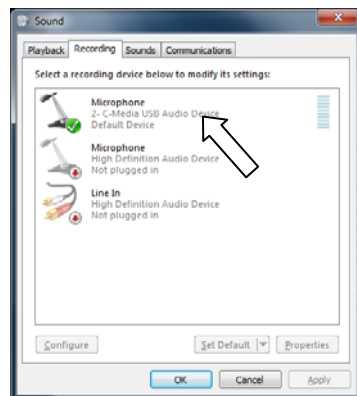 Sound
Playback Recording Sounds Communications
Select a recording device below to modify its settings:
Microphone
2- C-Media USB Audio Device
Default Device
Microphone
High Definition Audio Device
Not plugged in
Line In
High Definition Audio Device
Not plugged in
Configure Set Default Properties
OK Cancel Apply